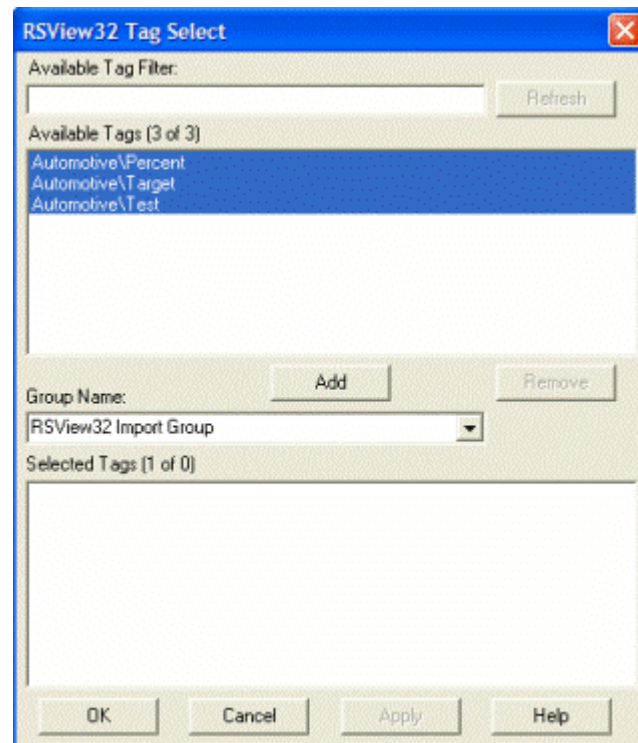 RSView32 Tag Select
Available Tag Filter:
Refresh
Available Tags (3 of 3)
Automotive\Percent
Automotive\Target
Automotive\Test
Add
Remove
Group Name:
RSView32 Import Group
Selected Tags (1 of 0)
OK
Cancel
Apply
Help